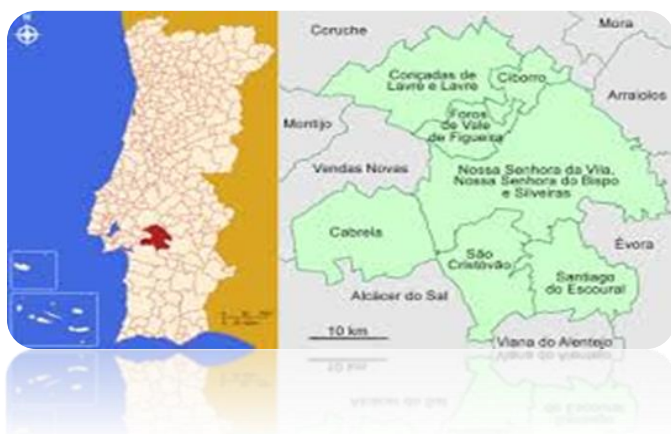 N
Coruche
Mora
Cortiçadas de
Lavre e Lavre
Ciborro
Arraiolos
Foros
de Vale
de Figueira
Montijo
Vendas Novas
Nossa Senhora da Vila,
Nossa Senhora do Bispo
e Silveiras
Cabrela
São
Cristóvão
Évora
Santiago
do Escoural
Alcácer do Sal
10 km
Viana do Alentejo